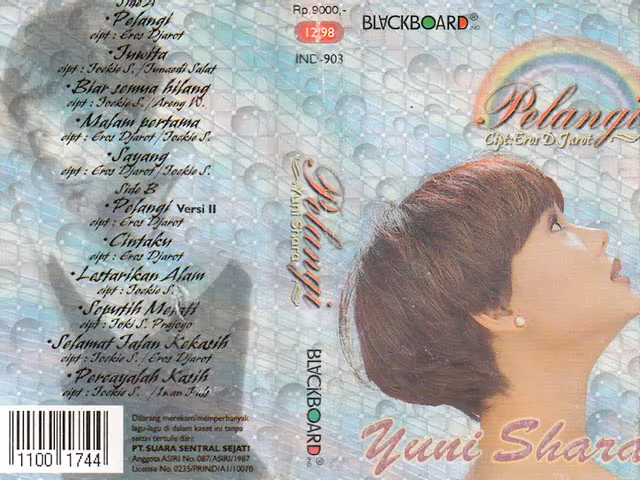 Side A
• Pelangi
cipt : Eros Djarot
• Juwita
cipt : Jockie S. / Junaedi Salat
• Biar semua hilang
cipt : Jockie S. / Areng W.
• Malam pertama
cipt : Eros Djarot / Jockie S.
• Sayang
cipt : Eros Djarot / Jockie S.
Side B
• Pelangi Versi II
cipt : Eros Djarot
• Cintaku
cipt : Eros Djarot
• Lestarikan Alam
cipt : Jockie S.
• Seputih Melati
cipt : Joki S. Prayogo
• Selamat Jalan Kekasih
cipt : Jockie S. / Eros Djarot
• Percayalah Kasih
cipt : Jockie S. / Iwan Fals
1100 1744
Dilarang merekam/memperbanyak
lagu-lagu di dalam kaset ini tanpa
seizin tertulis dari:
PT. SUARA SENTRAL SEJATI
Anggota ASIRI No. 087/ASIRI/1987
License No. 0235/PRIND/A1/10070
Rp. 9000,-
12/98
IND-903
Pelangi
Yuni Shara
BLACKBOARD®
IND
BLACKBOARD®
IND
Pelangi
Cipt: Eros D. Jarot
Yuni Shara